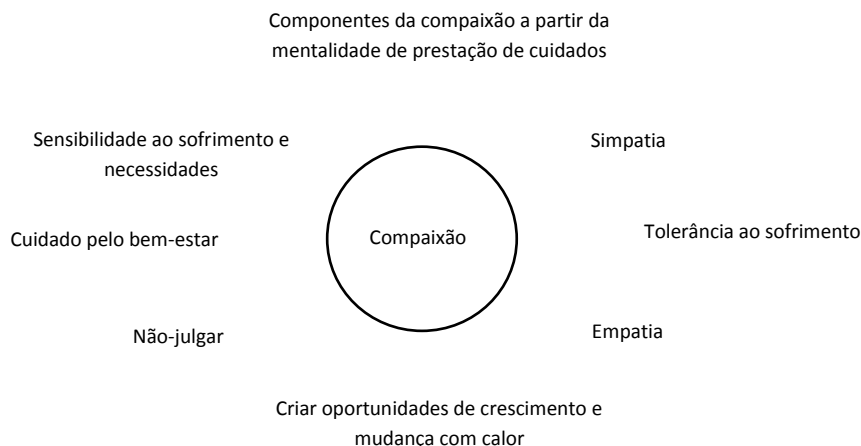 Componentes da compaixão a partir da
mentalidade de prestação de cuidados
Sensibilidade ao sofrimento e
necessidades
Simpatia
Cuidado pelo bem-estar
Compaixão
Tolerância ao sofrimento
Não-julgar
Empatia
Criar oportunidades de crescimento e
mudança com calor